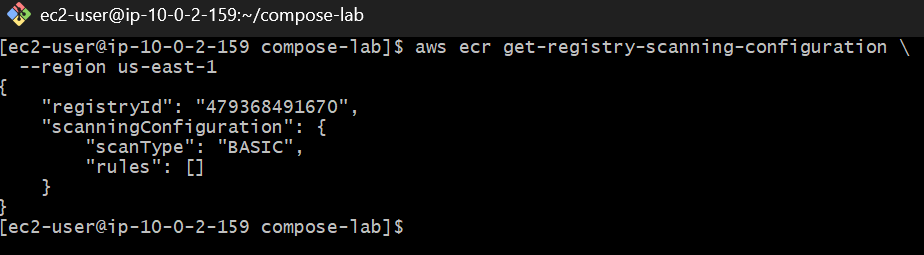 ec2-user@ip-10-0-2-159:~/compose-lab
[ec2-user@ip-10-0-2-159 compose-lab]$ aws ecr get-registry-scanning-configuration \
  --region us-east-1
{
    "registryId": "479368491670",
    "scanningConfiguration": {
        "scanType": "BASIC",
        "rules": []
    }
}
[ec2-user@ip-10-0-2-159 compose-lab]$